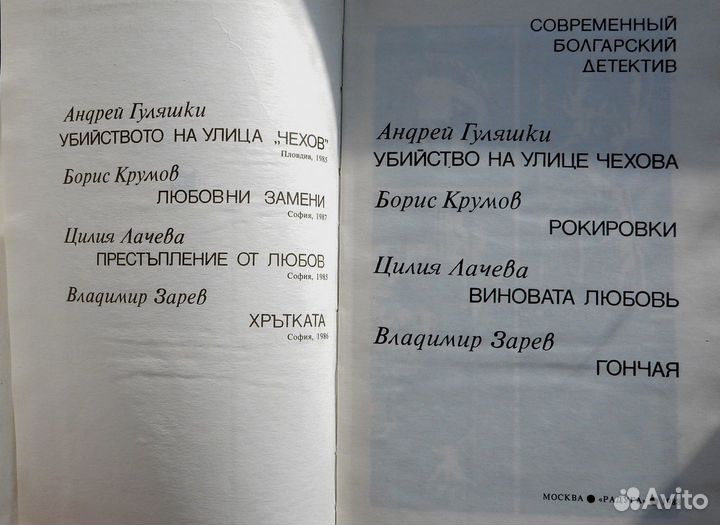 Андрей Гуляшки
УБИЙСТВОТО НА УЛИЦА „ЧЕХОВ"
Пловдив, 1985
Борис Крумов
ЛЮБОВНИ ЗАМЕНИ
София, 1987
Цилия Лачева
ПРЕСТЪПЛЕНИЕ ОТ ЛЮБОВ
София, 1985
Владимир Зарев
ХРЪТКАТА
София, 1986
СОВРЕМЕННЫЙ
БОЛГАРСКИЙ
ДЕТЕКТИВ
Андрей Гуляшки
УБИЙСТВО НА УЛИЦЕ ЧЕХОВА
Борис Крумов
РОКИРОВКИ
Цилия Лачева
ВИНОВАТА ЛЮБОВЬ
Владимир Зарев
ГОНЧАЯ
МОСКВА ● «РАДУГА» ●
Avito